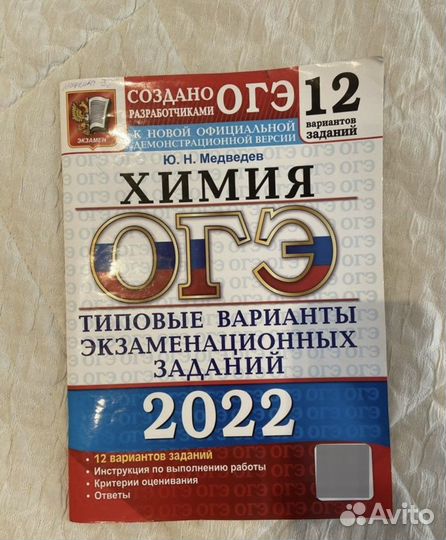 СОЗДАНО
РАЗРАБОТЧИКАМИ
ОГЭ
12
вариантов
заданий
К НОВОЙ ОФИЦИАЛЬНОЙ
ДЕМОНСТРАЦИОННОЙ ВЕРСИИ
ЭКЗАМЕН
Ю. Н. Медведев
ХИМИЯ
ОГЭ
ТИПОВЫЕ ВАРИАНТЫ
ЭКЗАМЕНАЦИОННЫХ
ЗАДАНИЙ
2022
• 12 вариантов заданий
• Инструкция по выполнению работы
• Критерии оценивания
• Ответы
Avito